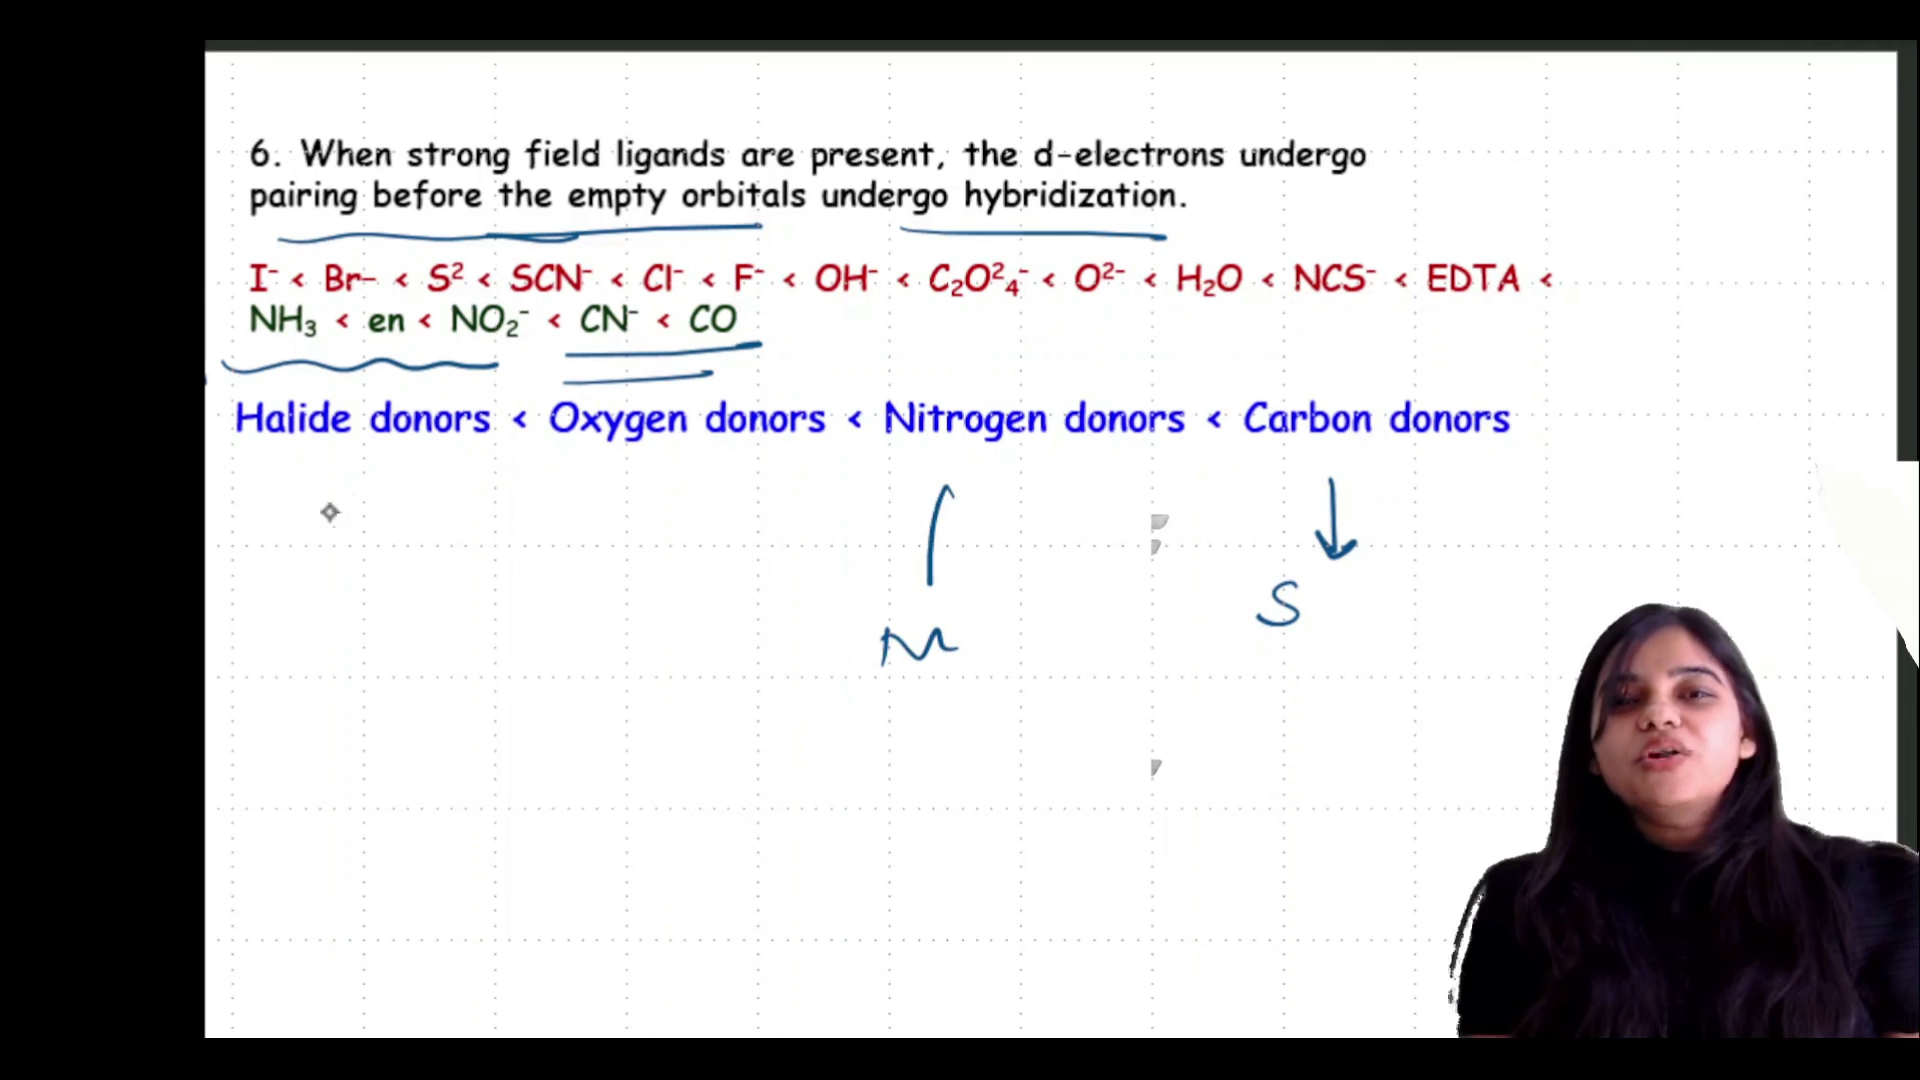 6. When strong field ligands are present, the d-electrons undergo
pairing before the empty orbitals undergo hybridization.
I⁻ < Br– < S² < SCN⁻ < Cl⁻ < F⁻ < OH⁻ < C₂O²₄⁻ < O²⁻ < H₂O < NCS⁻ < EDTA <
NH₃ < en < NO₂⁻ < CN⁻ < CO
Halide donors < Oxygen donors < Nitrogen donors < Carbon donors
S
M